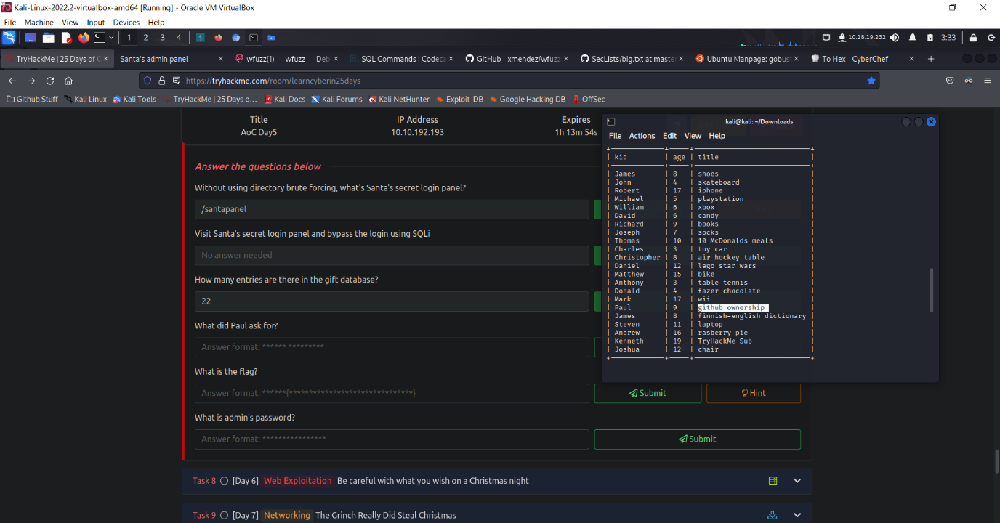 Kali-Linux-2022.2-virtualbox-amd64 [Running] - Oracle VM VirtualBox
File Machine View Input Devices Help
1 2 3 4
10.18.19.232 3:33
TryHackMe | 25 Days of C
Santa's admin panel
wfuzz(1) — wfuzz — Debi
SQL Commands | Codeca
GitHub - xmendez/wfuzz
SecLists/big.txt at master
Ubuntu Manpage: gobust
To Hex - CyberChef
https://tryhackme.com/room/learncyberin25days
Github Stuff Kali Linux Kali Tools TryHackMe | 25 Days o... Kali Docs Kali Forums Kali NetHunter Exploit-DB Google Hacking DB OffSec
Title IP Address Expires
AoC Day5 10.10.192.193 1h 13m 54s
Answer the questions below
Without using directory brute forcing, what's Santa's secret login panel?
/santapanel
Visit Santa's secret login panel and bypass the login using SQLi
No answer needed
How many entries are there in the gift database?
22
What did Paul ask for?
Answer format: ****** *********
What is the flag?
Answer format: ******{******************************}
Submit
Hint
What is admin's password?
Answer format: ****************
Submit
Task 8 [Day 6] Web Exploitation Be careful with what you wish on a Christmas night
Task 9 [Day 7] Networking The Grinch Really Did Steal Christmas
kali@kali: ~/Downloads
File Actions Edit View Help
| kid | age | title |
| James | 8 | shoes |
| John | 4 | skateboard |
| Robert | 17 | iphone |
| Michael | 5 | playstation |
| William | 6 | xbox |
| David | 6 | candy |
| Richard | 9 | books |
| Joseph | 7 | socks |
| Thomas | 10 | 10 McDonalds meals |
| Charles | 3 | toy car |
| Christopher | 8 | air hockey table |
| Daniel | 12 | lego star wars |
| Matthew | 15 | bike |
| Anthony | 3 | table tennis |
| Donald | 4 | fazer chocolate |
| Mark | 17 | wii |
| Paul | 9 | github ownership |
| James | 8 | finnish-english dictionary |
| Steven | 11 | laptop |
| Andrew | 16 | rasberry pie |
| Kenneth | 19 | TryHackMe Sub |
| Joshua | 12 | chair |